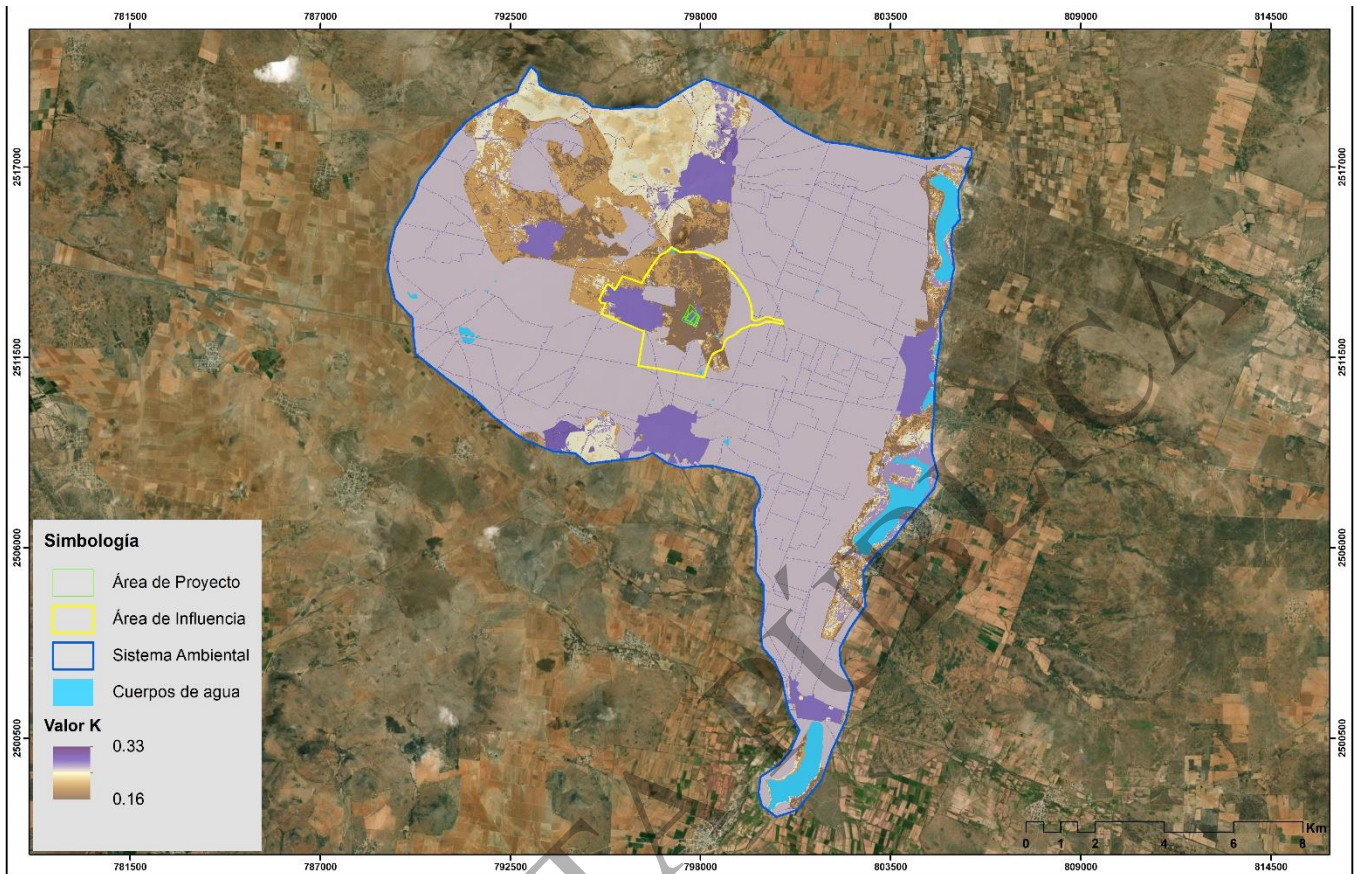 781500 787000 792500 798000 803500 809000 814500
2517000 2517000
2511500 2511500
2506000 2506000
2500500 2500500
Simbología
Área de Proyecto
Área de Influencia
Sistema Ambiental
Cuerpos de agua
Valor K
0.33
0.16
TA PÚBLICA
Km
0 1 2 4 6 8
781500 787000 792500 798000 803500 809000 814500